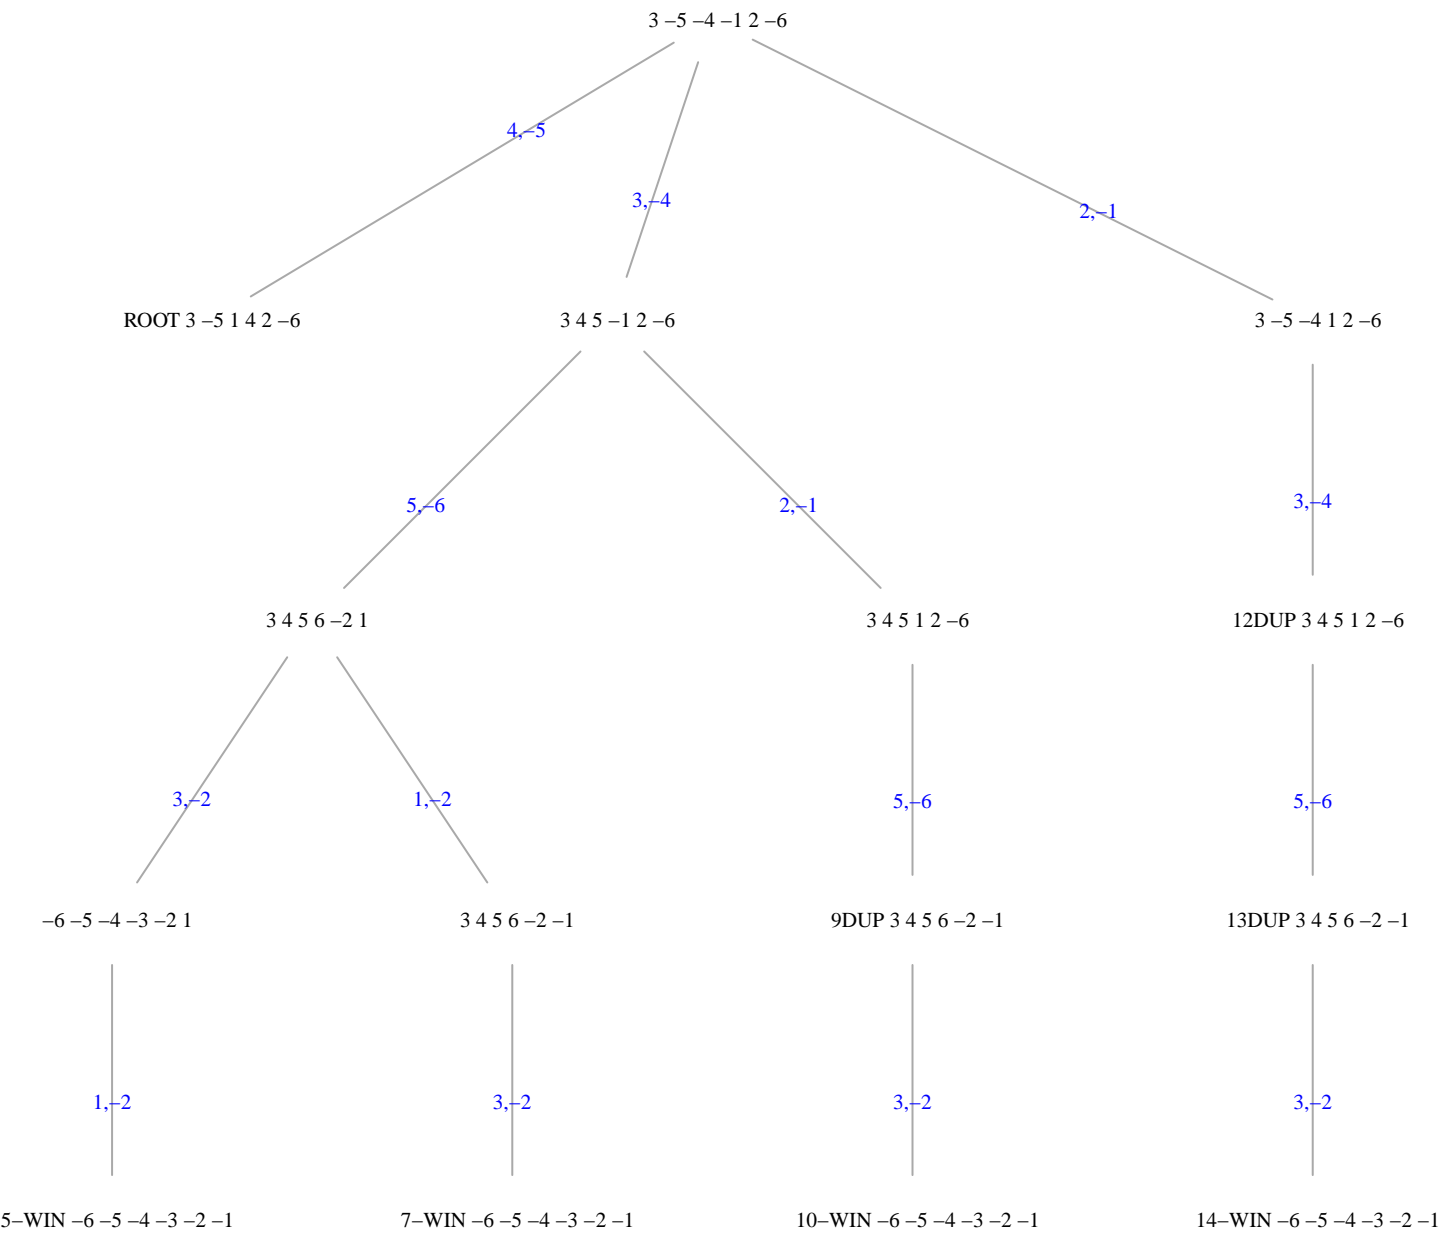 3 –5 –4 –1 2 –6
4,–5
3,–4
2,–1
ROOT 3 –5 1 4 2 –6
3 4 5 –1 2 –6
3 –5 –4 1 2 –6
5,–6
2,–1
3,–4
3 4 5 6 –2 1
3 4 5 1 2 –6
12DUP 3 4 5 1 2 –6
3,–2
1,–2
5,–6
5,–6
–6 –5 –4 –3 –2 1
3 4 5 6 –2 –1
9DUP 3 4 5 6 –2 –1
13DUP 3 4 5 6 –2 –1
1,–2
3,–2
3,–2
3,–2
5–WIN –6 –5 –4 –3 –2 –1
7–WIN –6 –5 –4 –3 –2 –1
10–WIN –6 –5 –4 –3 –2 –1
14–WIN –6 –5 –4 –3 –2 –1